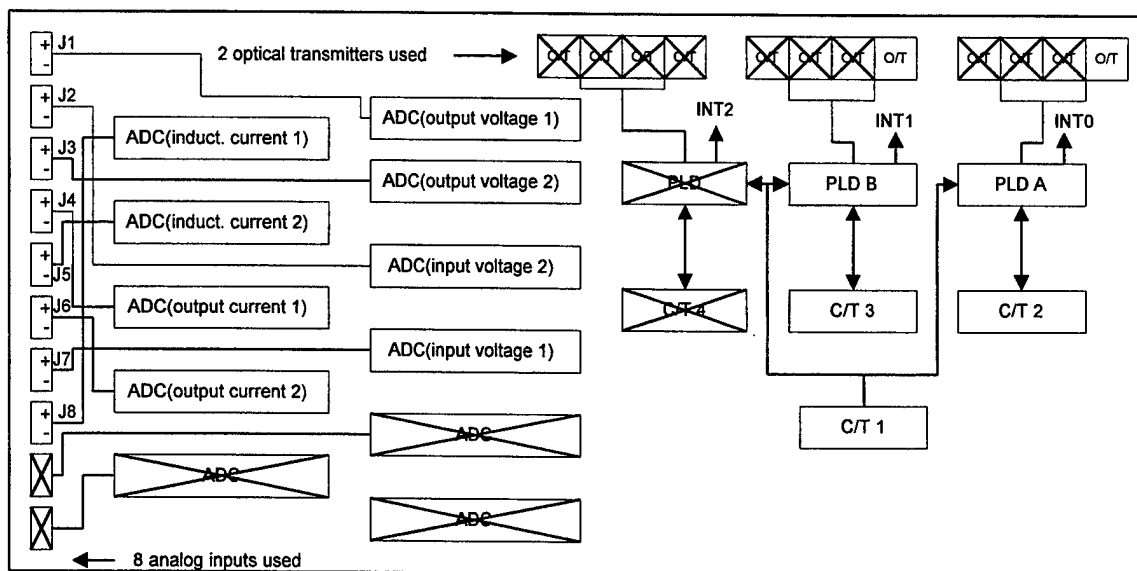 J1
2 optical transmitters used
O/T O/T O/T O/T
O/T O/T O/T O/T
O/T O/T O/T O/T
J2
ADC(output voltage 1)
INT2
INT1
INT0
ADC(induct. current 1)
J3
ADC(output voltage 2)
PLD
PLD B
PLD A
J4
ADC(induct. current 2)
J5
ADC(input voltage 2)
J6
ADC(output current 1)
C/T 4
C/T 3
C/T 2
J7
ADC(input voltage 1)
ADC(output current 2)
J8
C/T 1
ADC
ADC
ADC
8 analog inputs used
+
-
+
-
+
-
+
-
+
-
+
-
+
-
+
-